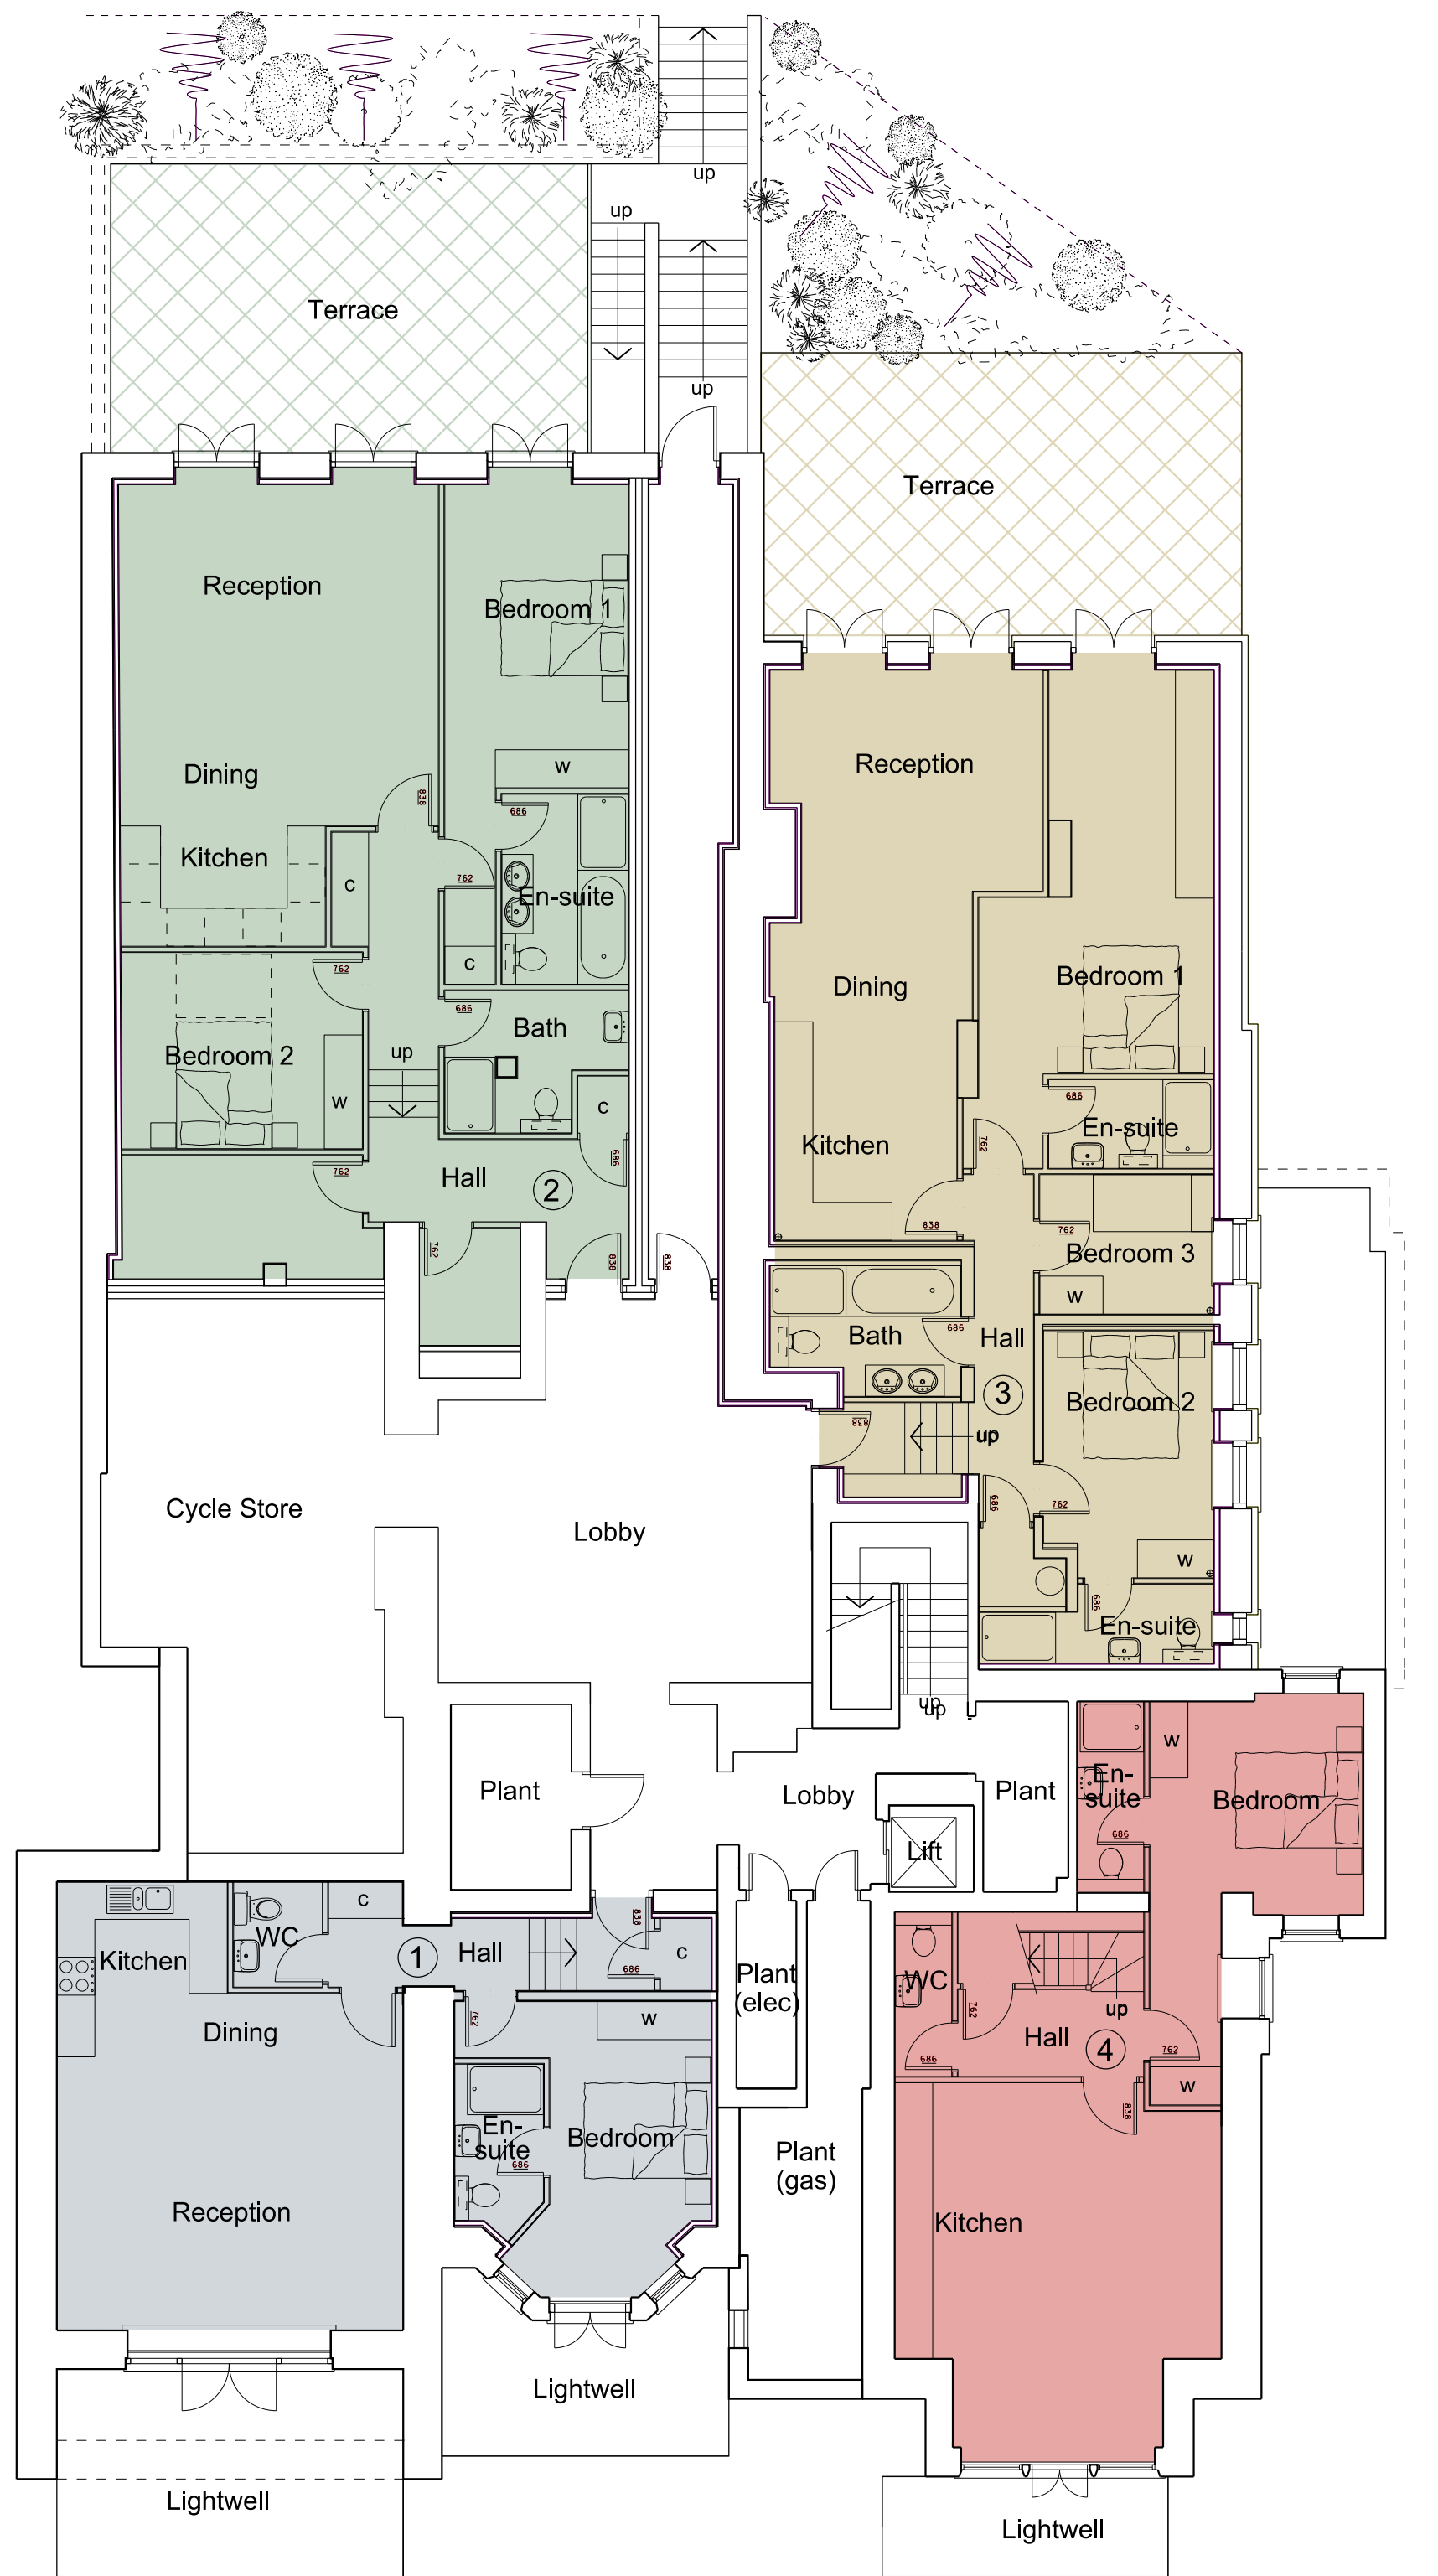 up
up
up
Terrace
Terrace
Reception
Bedroom 1
Reception
w
Dining
838
686
Kitchen
762
c
En-suite
c
762
Bedroom 1
Dining
686
Bath
up
Bedroom 2
w
c
686
En-suite
Kitchen
762
686
762
Hall
2
838
762
762
838
838
Bedroom 3
w
686
Bath
Hall
3
Bedroom 2
838
up
686
762
Cycle Store
Lobby
w
686
En-suite
up
up
w
Plant
Lobby
Plant
En-
suite
Bedroom
686
Lift
c
838
WC
1
Hall
c
Kitchen
686
Plant
(elec)
WC
762
762
w
up
Dining
Hall
4
686
762
w
838
En-
suite
Bedroom
686
Plant
(gas)
Reception
Kitchen
Lightwell
Lightwell
Lightwell